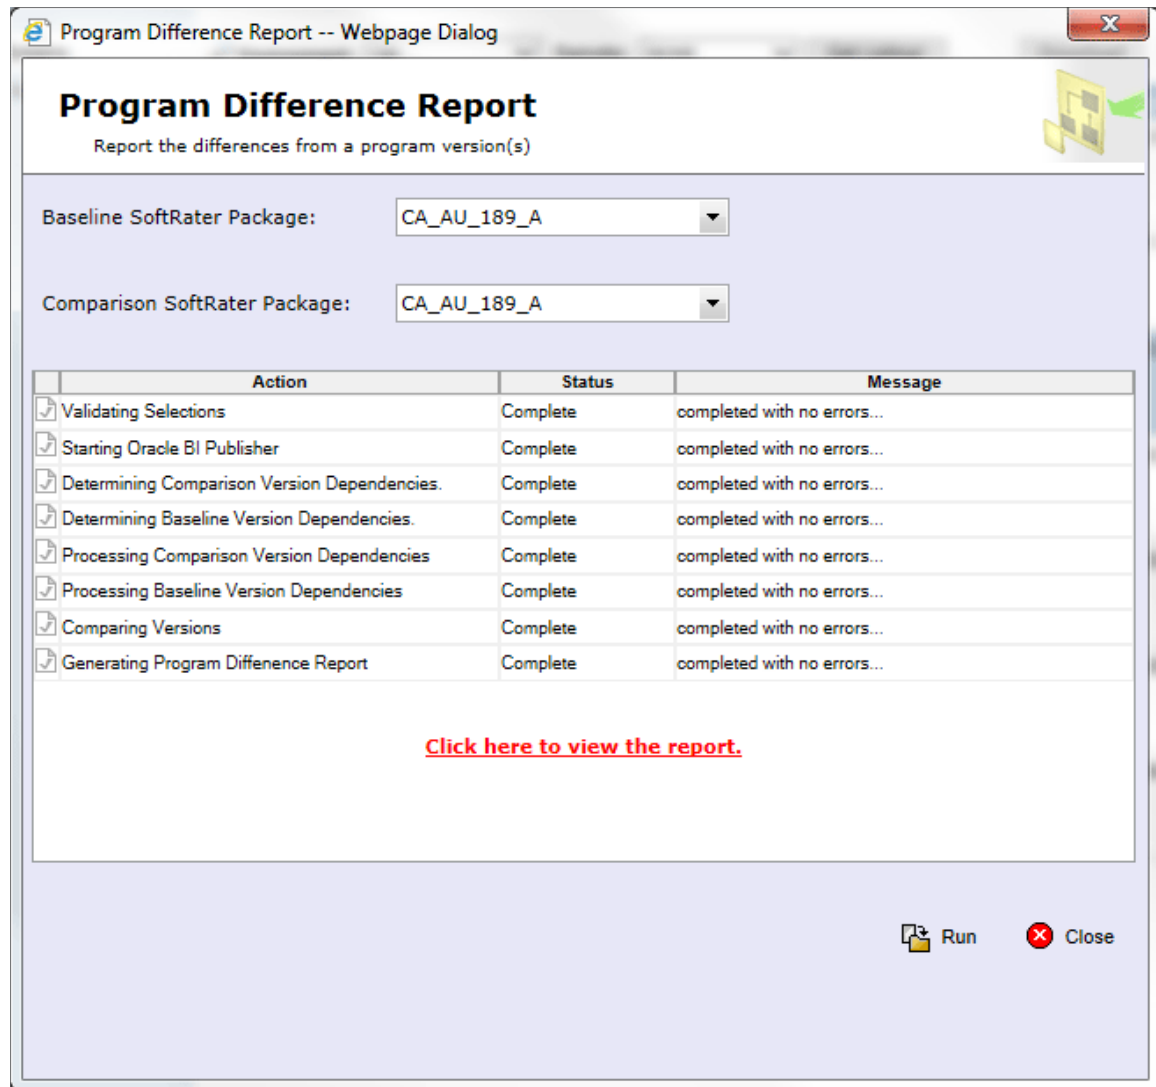 Program Difference Report -- Webpage Dialog
Program Difference Report
Report the differences from a program version(s)
Baseline SoftRater Package: CA_AU_189_A
Comparison SoftRater Package: CA_AU_189_A
Action Status Message
Validating Selections Complete completed with no errors...
Starting Oracle BI Publisher Complete completed with no errors...
Determining Comparison Version Dependencies. Complete completed with no errors...
Determining Baseline Version Dependencies. Complete completed with no errors...
Processing Comparison Version Dependencies Complete completed with no errors...
Processing Baseline Version Dependencies Complete completed with no errors...
Comparing Versions Complete completed with no errors...
Generating Program Diffenence Report Complete completed with no errors...
Click here to view the report.
Run Close